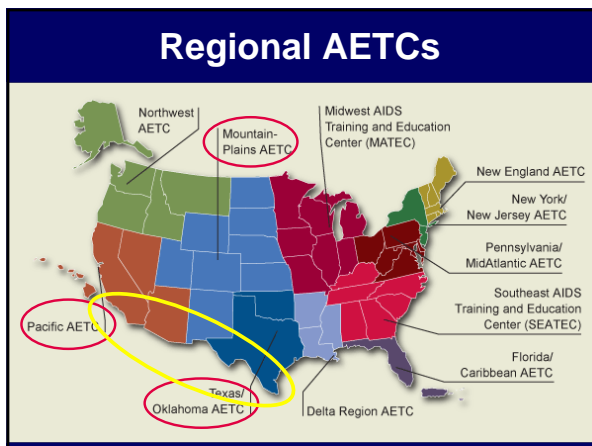 Regional AETCs
Northwest
AETC
Mountain-
Plains AETC
Midwest AIDS
Training and Education
Center (MATEC)
New England AETC
New York/
New Jersey AETC
Pennsylvania/
MidAtlantic AETC
Southeast AIDS
Training and Education
Center (SEATEC)
Florida/
Caribbean AETC
Pacific AETC
Texas/
Oklahoma AETC
Delta Region AETC